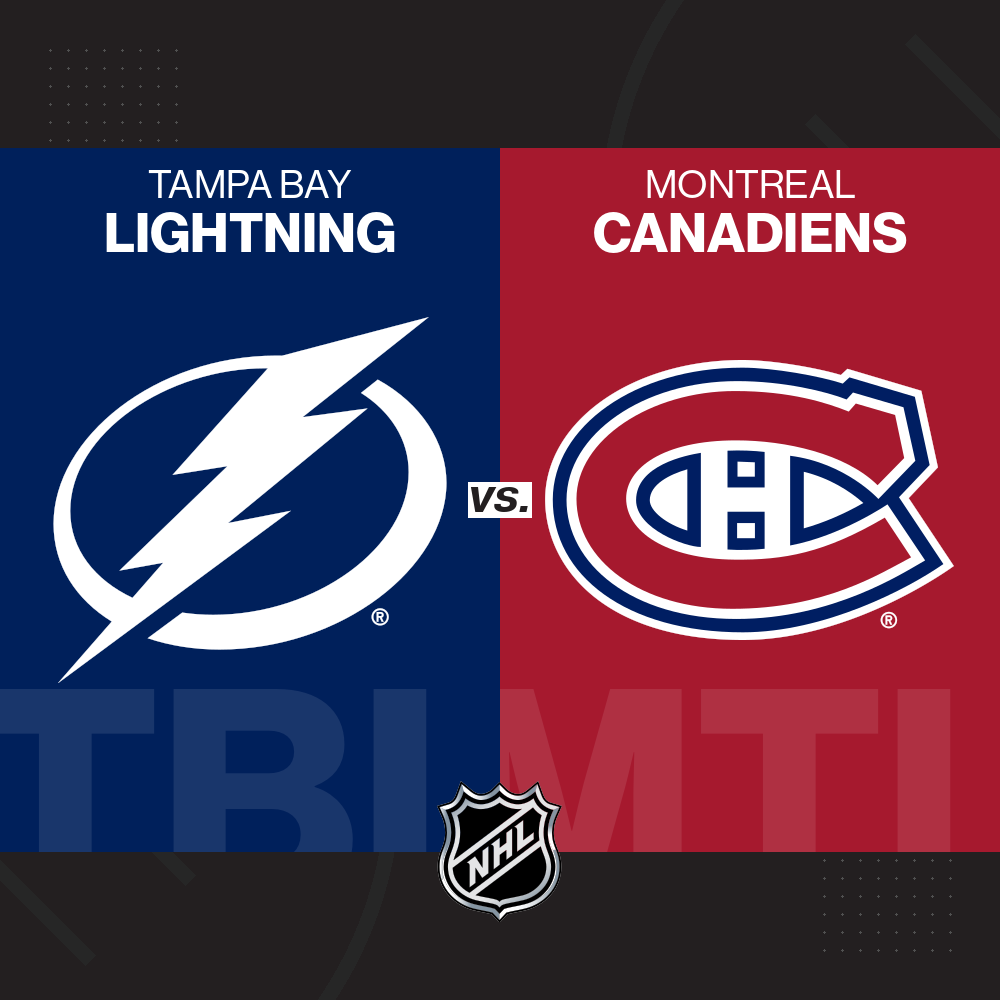 TAMPA BAY
LIGHTNING
MONTREAL
CANADIENS
vs.
®
®
TBL
MTL
NHL